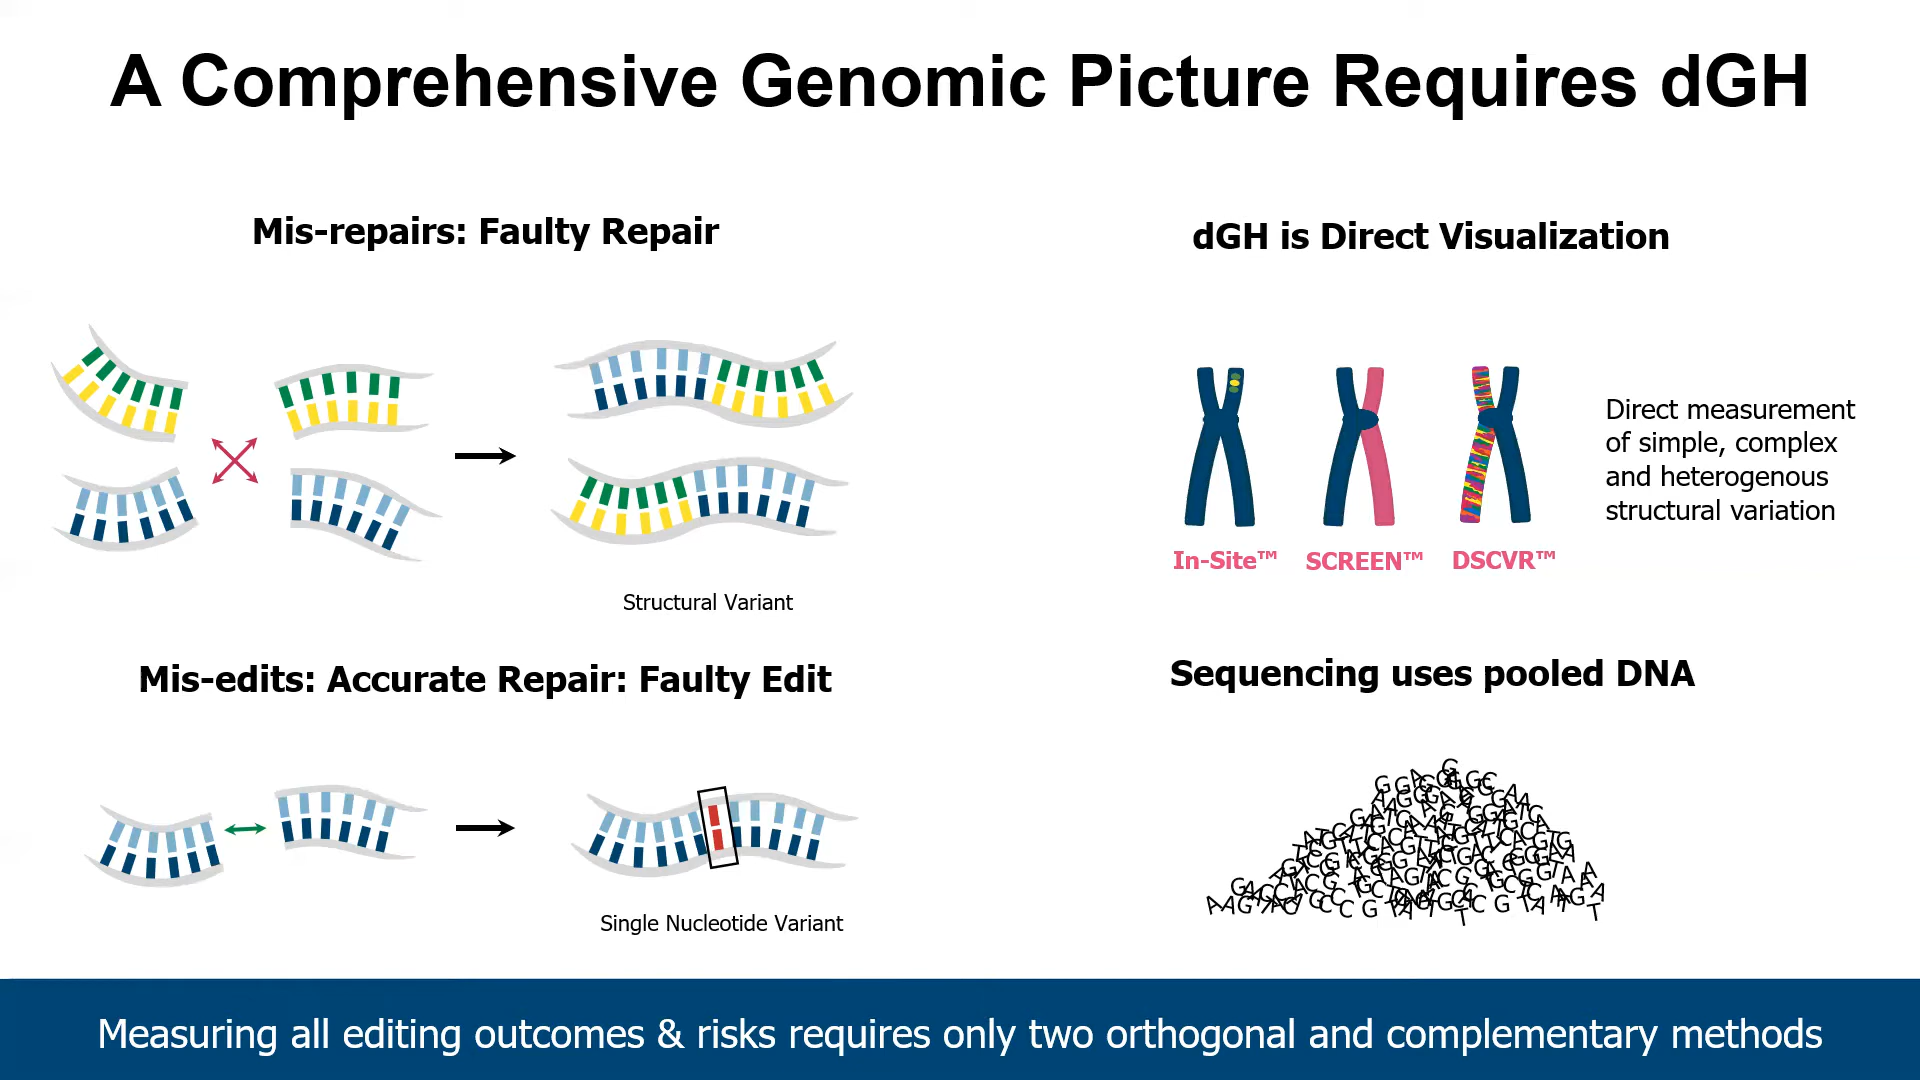 A Comprehensive Genomic Picture Requires dGH
Mis-repairs: Faulty Repair
Structural Variant
Mis-edits: Accurate Repair: Faulty Edit
Single Nucleotide Variant
dGH is Direct Visualization
In-Site™ SCREEN™ DSCVR™
Direct measurement
of simple, complex
and heterogenous
structural variation
Sequencing uses pooled DNA
Measuring all editing outcomes & risks requires only two orthogonal and complementary methods